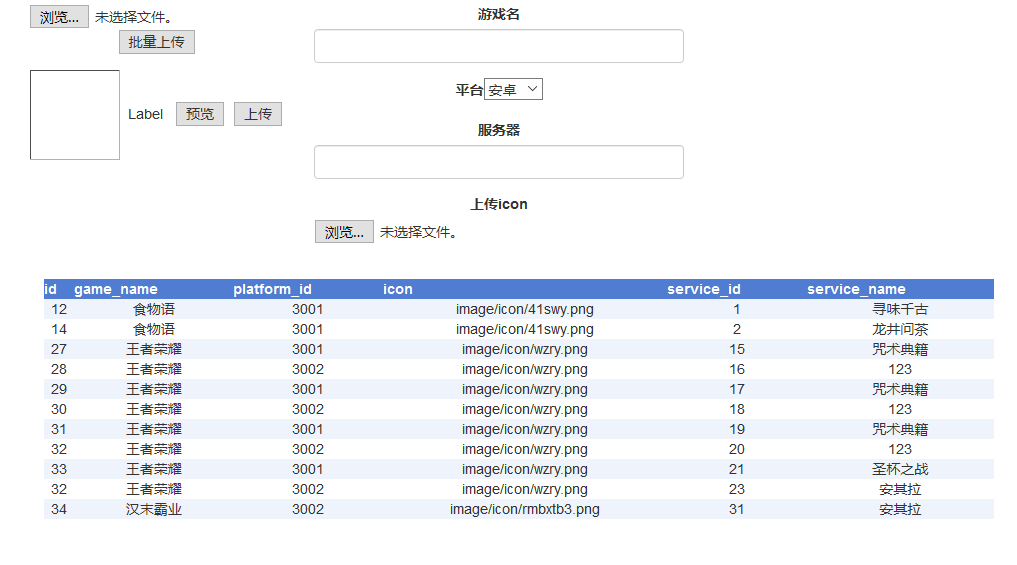 浏览... 未选择文件。
批量上传
Label 预览 上传
游戏名
平台 安卓
服务器
上传icon
浏览... 未选择文件。
id game_name platform_id icon service_id service_name
12 食物语 3001 image/icon/41swy.png 1 寻味千古
14 食物语 3001 image/icon/41swy.png 2 龙井问茶
27 王者荣耀 3001 image/icon/wzry.png 15 咒术典籍
28 王者荣耀 3002 image/icon/wzry.png 16 123
29 王者荣耀 3001 image/icon/wzry.png 17 咒术典籍
30 王者荣耀 3002 image/icon/wzry.png 18 123
31 王者荣耀 3001 image/icon/wzry.png 19 咒术典籍
32 王者荣耀 3002 image/icon/wzry.png 20 123
33 王者荣耀 3001 image/icon/wzry.png 21 圣杯之战
32 王者荣耀 3002 image/icon/wzry.png 23 安其拉
34 汉末霸业 3002 image/icon/rmbxtb3.png 31 安其拉